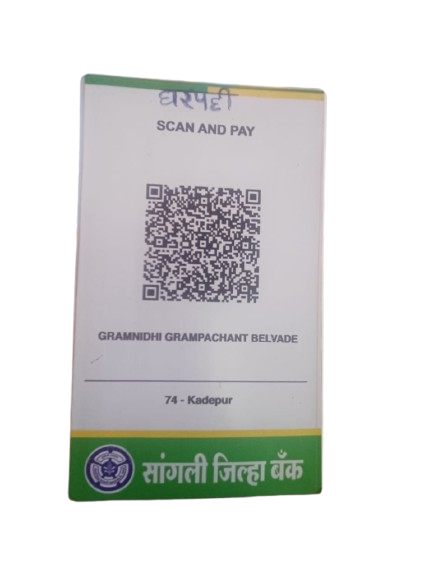 घरपट्टी
SCAN AND PAY
GRAMNIDHI GRAMPACHANT BELVADE
74 - Kadepur
सांगली जिल्हा बँक